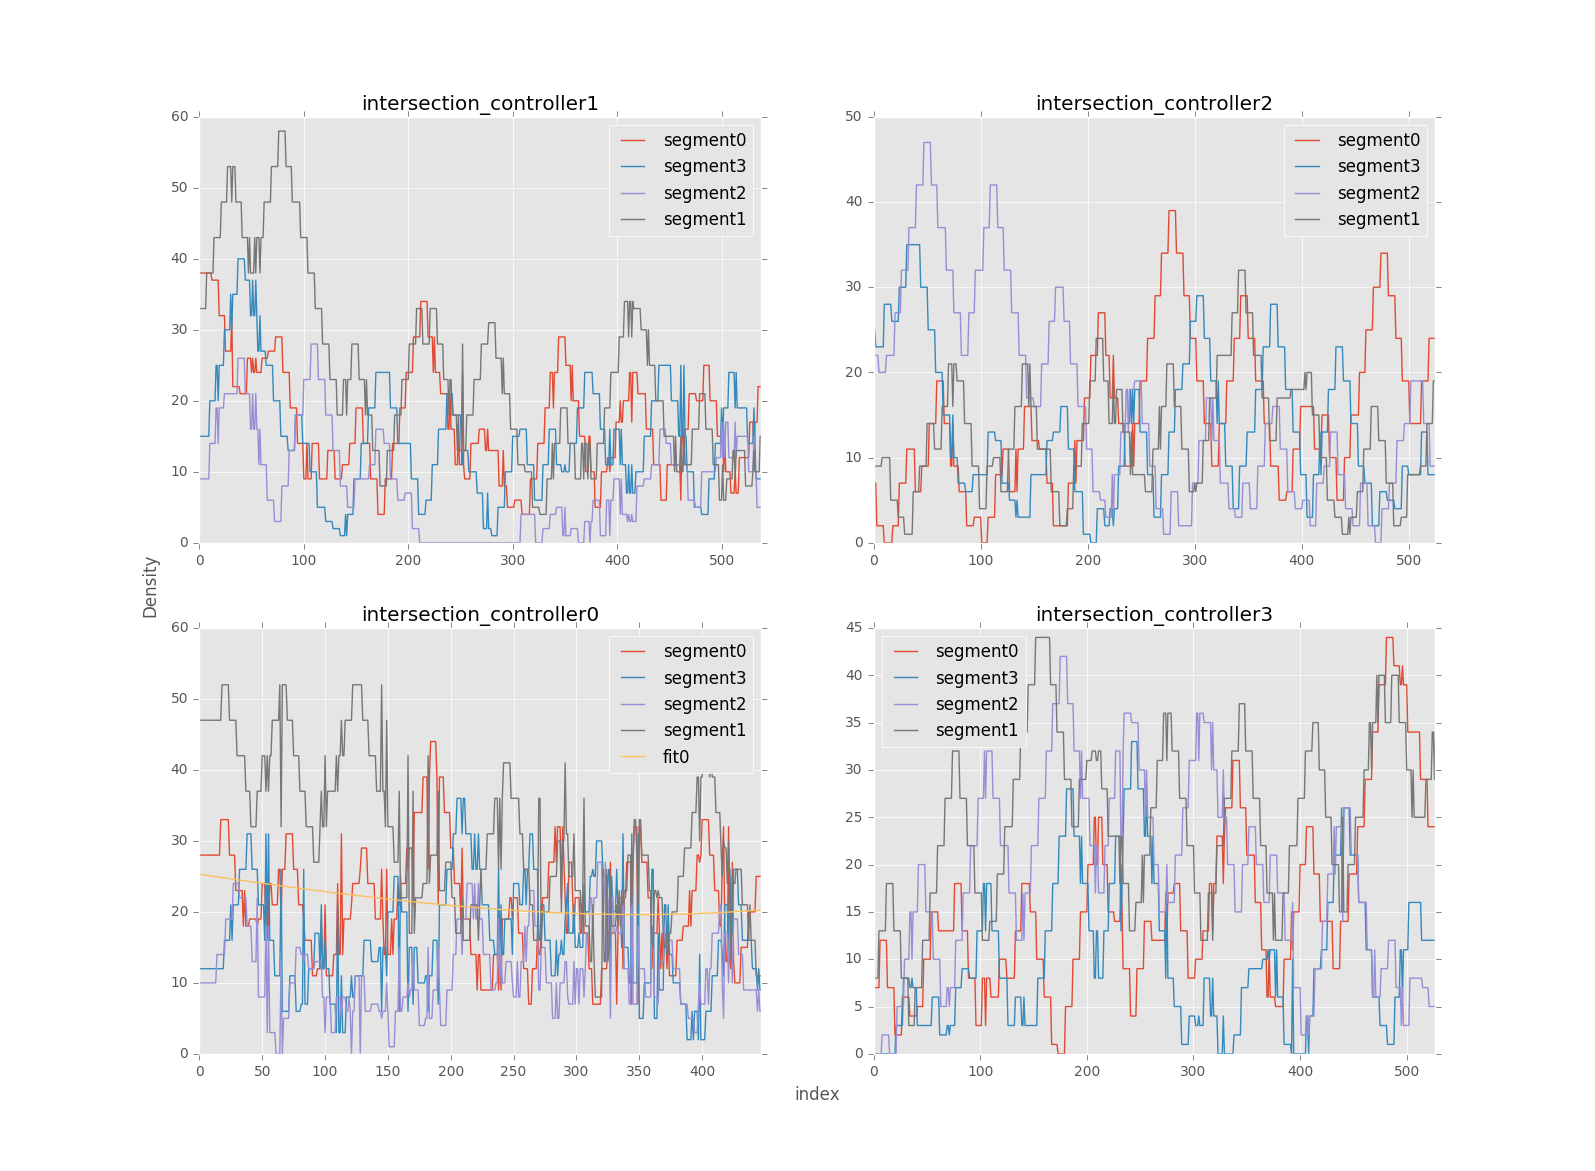 intersection_controller1
60
50
40
30
20
10
0
0 100 200 300 400 500
segment0
segment3
segment2
segment1
intersection_controller2
50
40
30
20
10
0
0 100 200 300 400 500
segment0
segment3
segment2
segment1
Density
intersection_controller0
60
50
40
30
20
10
0
0 50 100 150 200 250 300 350 400
segment0
segment3
segment2
segment1
fit0
intersection_controller3
45
40
35
30
25
20
15
10
5
0
0 100 200 300 400 500
segment0
segment3
segment2
segment1
index